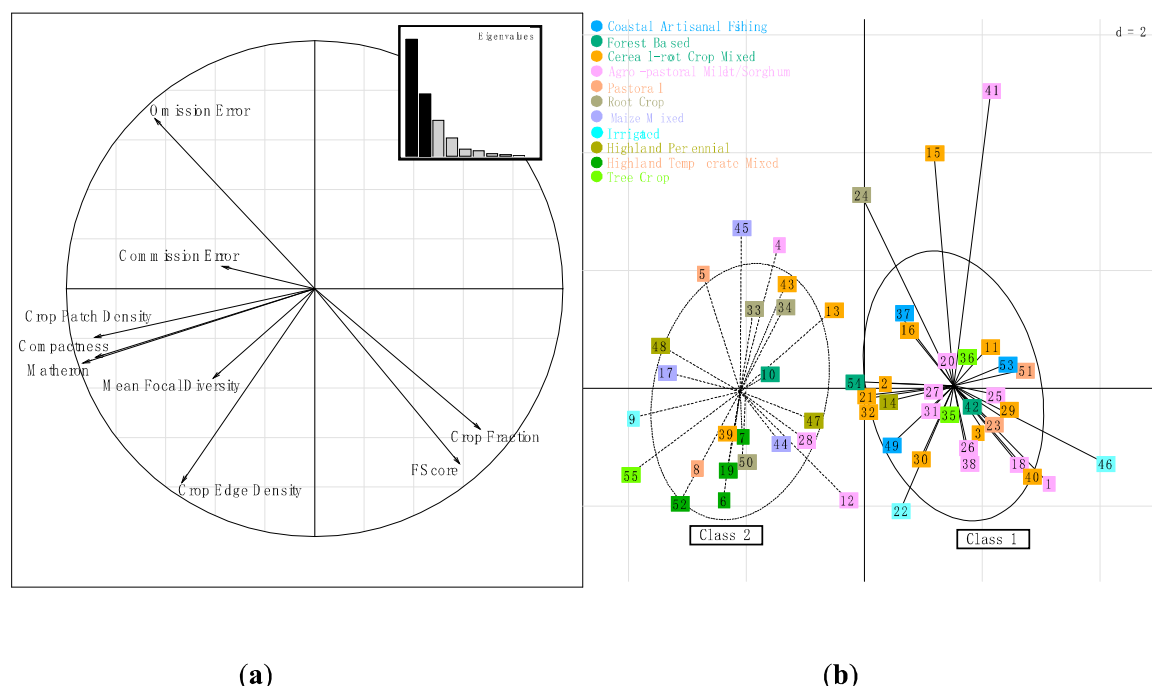 Eigenvalues
Omission Error
Commission Error
Crop Patch Density
Compactness
Matheron
Mean Focal Diversity
Crop Edge Density
Crop Fraction
FScore
(a)
Coastal Artisanal Fishing
Forest Based
Cereal-root Crop Mixed
Agro-pastoral Millet/Sorghum
Pastoral
Root Crop
Maize Mixed
Irrigated
Highland Perennial
Highland Temperate Mixed
Tree Crop
d = 2
41
15
24
45
4
5
43
33
34
13
37
16
48
17
10
20
36
11
53
51
54
2
27
25
21
14
32
31
35
42
29
23
9
47
39
7
44
28
3
49
26
30
38
18
46
8
50
19
55
40
1
52
6
12
22
Class 2
Class 1
(b)